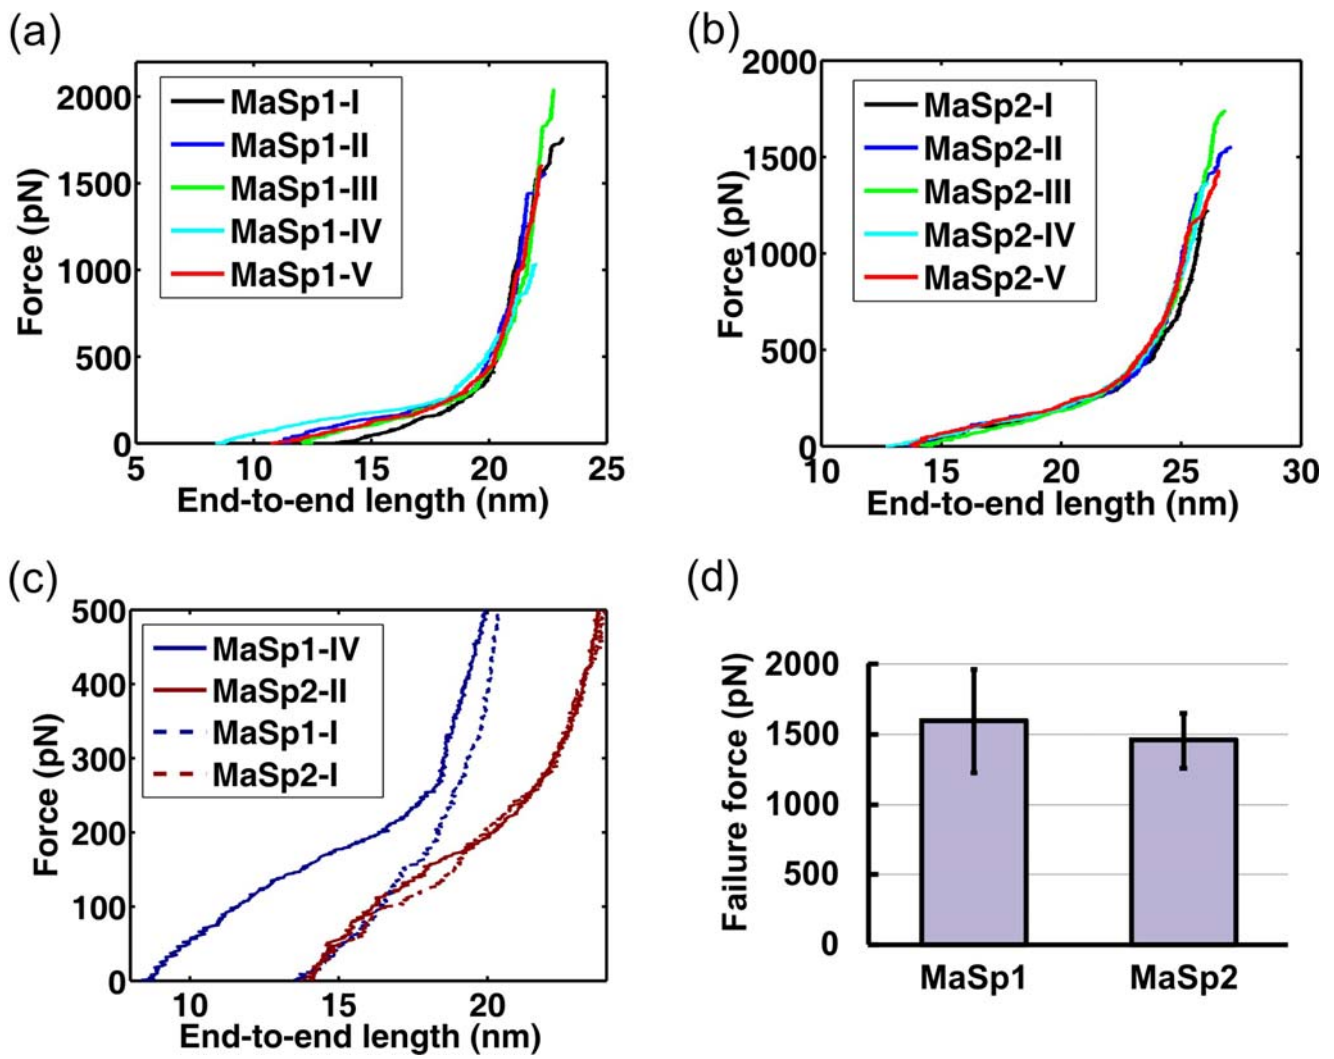 (a)
2000
1500
1000
500
0
Force (pN)
MaSp1-I
MaSp1-II
MaSp1-III
MaSp1-IV
MaSp1-V
5 10 15 20 25
End-to-end length (nm)
(b)
2000
1500
1000
500
0
Force (pN)
MaSp2-I
MaSp2-II
MaSp2-III
MaSp2-IV
MaSp2-V
10 15 20 25 30
End-to-end length (nm)
(c)
500
400
300
200
100
0
Force (pN)
MaSp1-IV
MaSp2-II
MaSp1-I
MaSp2-I
10 15 20
End-to-end length (nm)
(d)
2000
1500
1000
500
0
Failure force (pN)
MaSp1 MaSp2